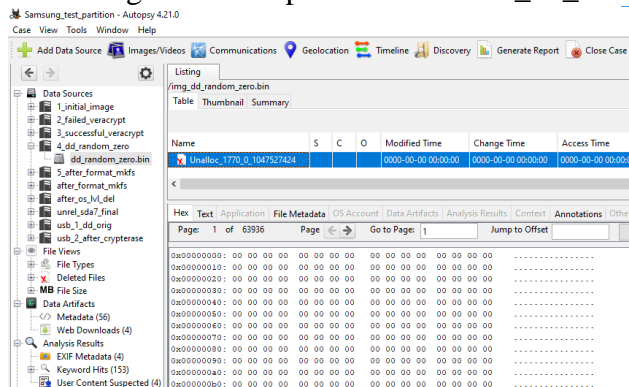 Samsung_test_partition - Autopsy 4.21.0
Case View Tools Window Help
Add Data Source Images/Videos Communications Geolocation Timeline Discovery Generate Report Close Case
Listing
/img_dd_random_zero.bin
Table Thumbnail Summary
Name S C O Modified Time Change Time Access Time
Unalloc_1770_0_1047527424 0000-00-00 00:00:00 0000-00-00 00:00:00 0000-00-00 00:00:
Data Sources
1_initial_image
2_failed_veracrypt
3_successful_veracrypt
4_dd_random_zero
dd_random_zero.bin
5_after_format_mkfs
after_format_mkfs
after_os_lvl_del
unrel_sda7_final
usb_1_dd_orig
usb_2_after_crypterase
File Views
File Types
Deleted Files
MB File Size
Data Artifacts
Metadata (56)
Web Downloads (4)
Analysis Results
EXIF Metadata (4)
Keyword Hits (153)
User Content Suspected (4)
Hex Text Application File Metadata OS Account Data Artifacts Analysis Results Context Annotations Othe
Page: 1 of 63936 Page Go to Page: 1 Jump to Offset
0x00000000: 00 00 00 00 00 00 00 00 00 00 00 00 00 00 00 00 ................
0x00000010: 00 00 00 00 00 00 00 00 00 00 00 00 00 00 00 00 ................
0x00000020: 00 00 00 00 00 00 00 00 00 00 00 00 00 00 00 00 ................
0x00000030: 00 00 00 00 00 00 00 00 00 00 00 00 00 00 00 00 ................
0x00000040: 00 00 00 00 00 00 00 00 00 00 00 00 00 00 00 00 ................
0x00000050: 00 00 00 00 00 00 00 00 00 00 00 00 00 00 00 00 ................
0x00000060: 00 00 00 00 00 00 00 00 00 00 00 00 00 00 00 00 ................
0x00000070: 00 00 00 00 00 00 00 00 00 00 00 00 00 00 00 00 ................
0x00000080: 00 00 00 00 00 00 00 00 00 00 00 00 00 00 00 00 ................
0x00000090: 00 00 00 00 00 00 00 00 00 00 00 00 00 00 00 00 ................
0x000000a0: 00 00 00 00 00 00 00 00 00 00 00 00 00 00 00 00 ................
0x000000b0: 00 00 00 00 00 00 00 00 00 00 00 00 00 00 00 00 ................